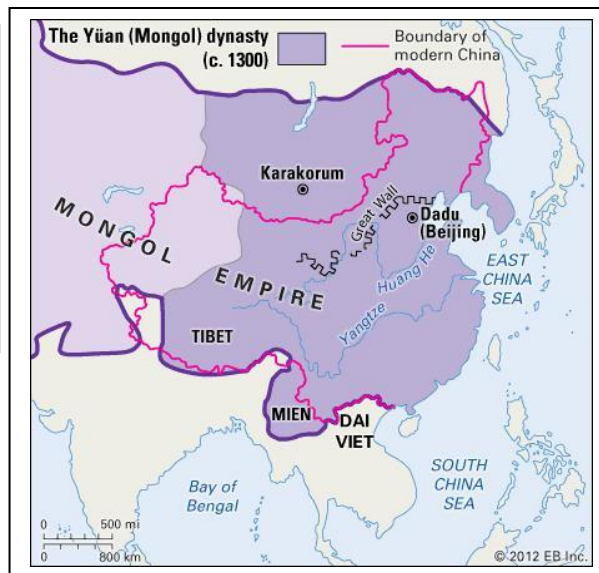 The Yüan (Mongol) dynasty
(c. 1300)
Boundary of
modern China
Karakorum
MONGOL
EMPIRE
Great Wall
Dadu
(Beijing)
Huang He
EAST
CHINA
SEA
Yangtze
TIBET
MIEN
DAI
VIET
Bay of
Bengal
SOUTH
CHINA
SEA
0 500 mi
0 800 km
© 2012 EB Inc.